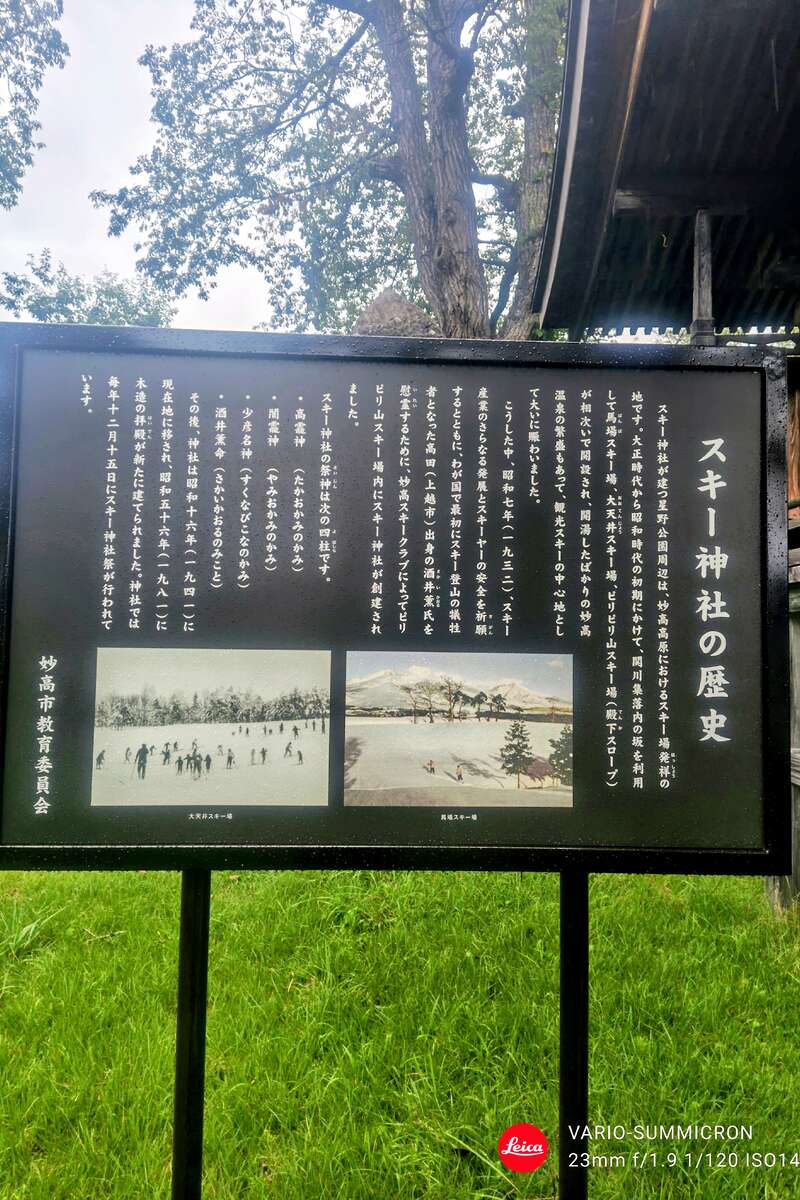 スキー神社の歴史
スキー神社が建つ星野公園周辺は、妙高高原におけるスキー場発祥の
地です。大正時代から昭和時代の初期にかけて、関川集落内の坂を利用
して馬場スキー場、大天井スキー場、ビリビリ山スキー場(殿下スロープ)
が相次いで開設され、開湯したばかりの妙高
温泉の繁盛もあって、観光スキーの中心地とし
て大いに賑わいました。
こうした中、昭和七年(一九三二)、スキー
産業のさらなる発展とスキーヤーの安全を祈願
するとともに、わが国で最初にスキー登山の犠牲
者となった高田(上越市)出身の酒井薫氏を
慰霊するために、妙高スキークラブによってビリ
ビリ山スキー場内にスキー神社が創建され
ました。
スキー神社の祭神は次の四柱です。
・高霊神 (たかおかみのかみ)
・闇霊神 (やみおかみのかみ)
・少彦名神 (すくなびこなのかみ)
・酒井薫命 (さかいかおるのみこと)
その後、神社は昭和十六年(一九四一)に
現在地に移され、昭和五十六年(一九八一)に
木造の拝殿が新たに建てられました。神社では
毎年十二月十五日にスキー神社祭が行われて
います。
馬場スキー場
大天井スキー場
妙高市教育委員会
Leica
VARIO-SUMMICRON
23mm f/1.9 1/120 ISO14